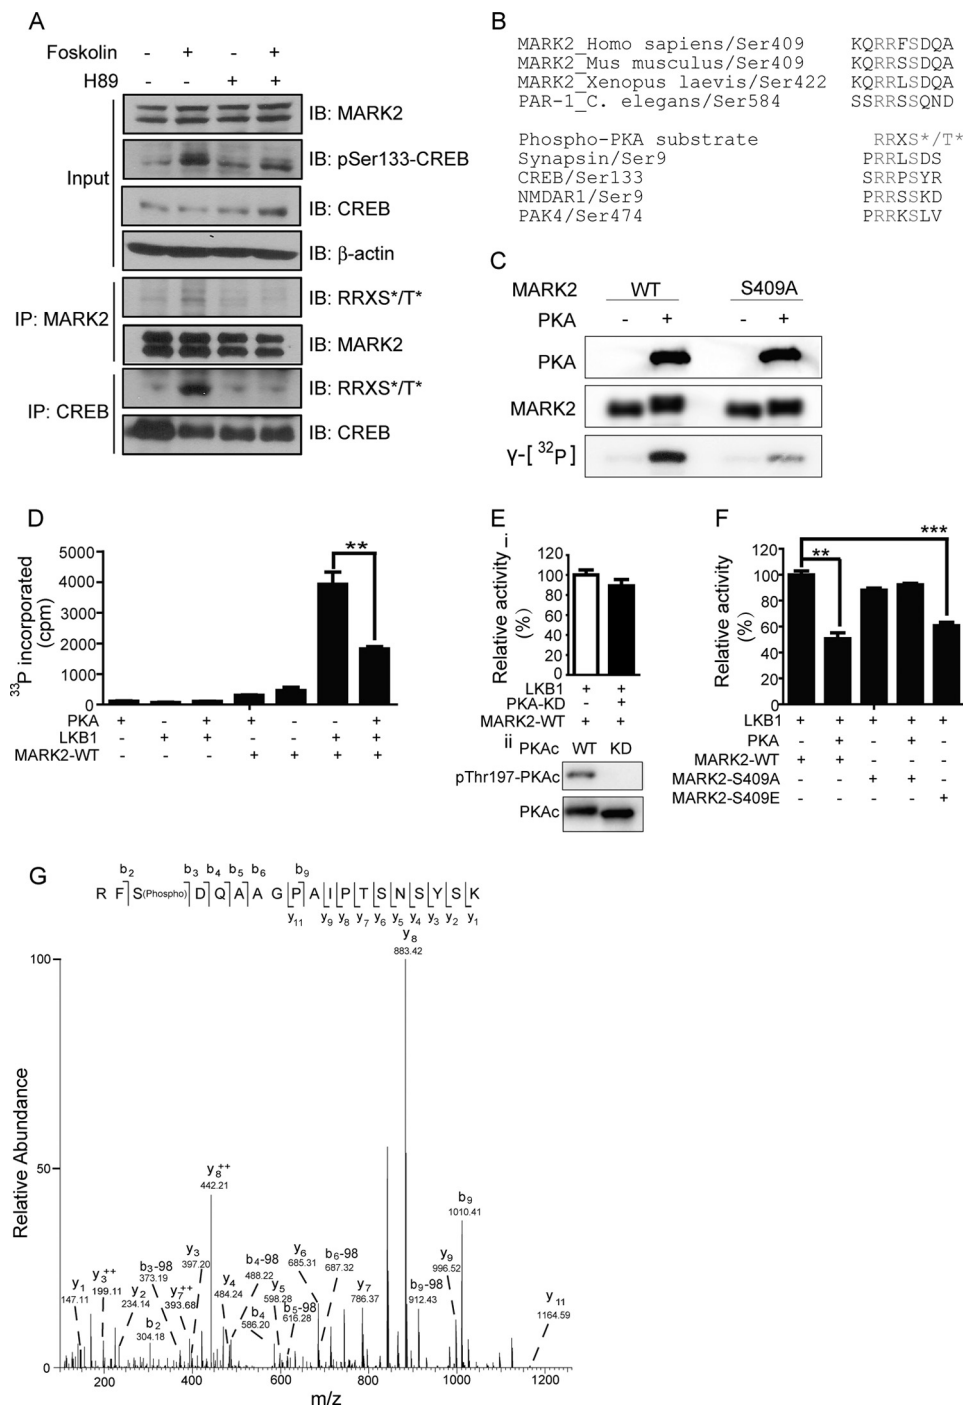 A
Foskolin - + - +
H89 - - + +
Input
IB: MARK2
IB: pSer133-CREB
IB: CREB
IB: β-actin
IP: MARK2
IB: RRXS*/T*
IB: MARK2
IP: CREB
IB: RRXS*/T*
IB: CREB
B
MARK2_Homo sapiens/Ser409 KQRRFSDQA
MARK2_Mus musculus/Ser409 KQRRSSDQA
MARK2_Xenopus laevis/Ser422 KQRRLSDQA
PAR-1_C. elegans/Ser584 SSRRSSQND
Phospho-PKA substrate RRXS*/T*
Synapsin/Ser9 PRRLSDS
CREB/Ser133 SRRPSYR
NMDAR1/Ser9 PRRSSKD
PAK4/Ser474 PRRKSLV
C
MARK2 WT S409A
PKA - + - +
PKA
MARK2
γ-[ ³²P]
D
³³P incorporated (cpm)
5000
4000
3000
2000
1000
0
**
PKA + - + + - - +
LKB1 - + + - - + +
MARK2-WT - - - + + + +
E
i
Relative activity (%)
120
100
80
60
40
20
0
LKB1 + +
PKA-KD - +
MARK2-WT + +
ii
PKAc WT KD
pThr197-PKAc
PKAc
F
Relative activity (%)
120
100
80
60
40
20
0
**
***
LKB1 + + + + +
PKA - + - + -
MARK2-WT + + - - -
MARK2-S409A - - + + -
MARK2-S409E - - - - +
G
b₂ b₃ b₄ b₅ b₆ b₉
R F S(Phospho) D Q A A G P A I P T S N S Y S K
y₁₁ y₉ y₈ y₇ y₆ y₅ y₄ y₃ y₂ y₁
Relative Abundance
100
50
0
y₁ 147.11
y₃⁺⁺ 199.11
y₂ 234.14
b₂ 304.18
b₃-98 373.19
y₇⁺⁺ 393.68
y₃ 397.20
y₈⁺⁺ 442.21
y₄ 484.24
b₄-98 488.22
b₄ 586.20
y₅ 598.28
b₅-98 616.28
y₆ 685.31
b₆-98 687.32
y₇ 786.37
y₈ 883.42
b₉-98 912.43
y₉ 996.52
b₉ 1010.41
y₁₁ 1164.59
200 400 600 800 1000 1200
m/z